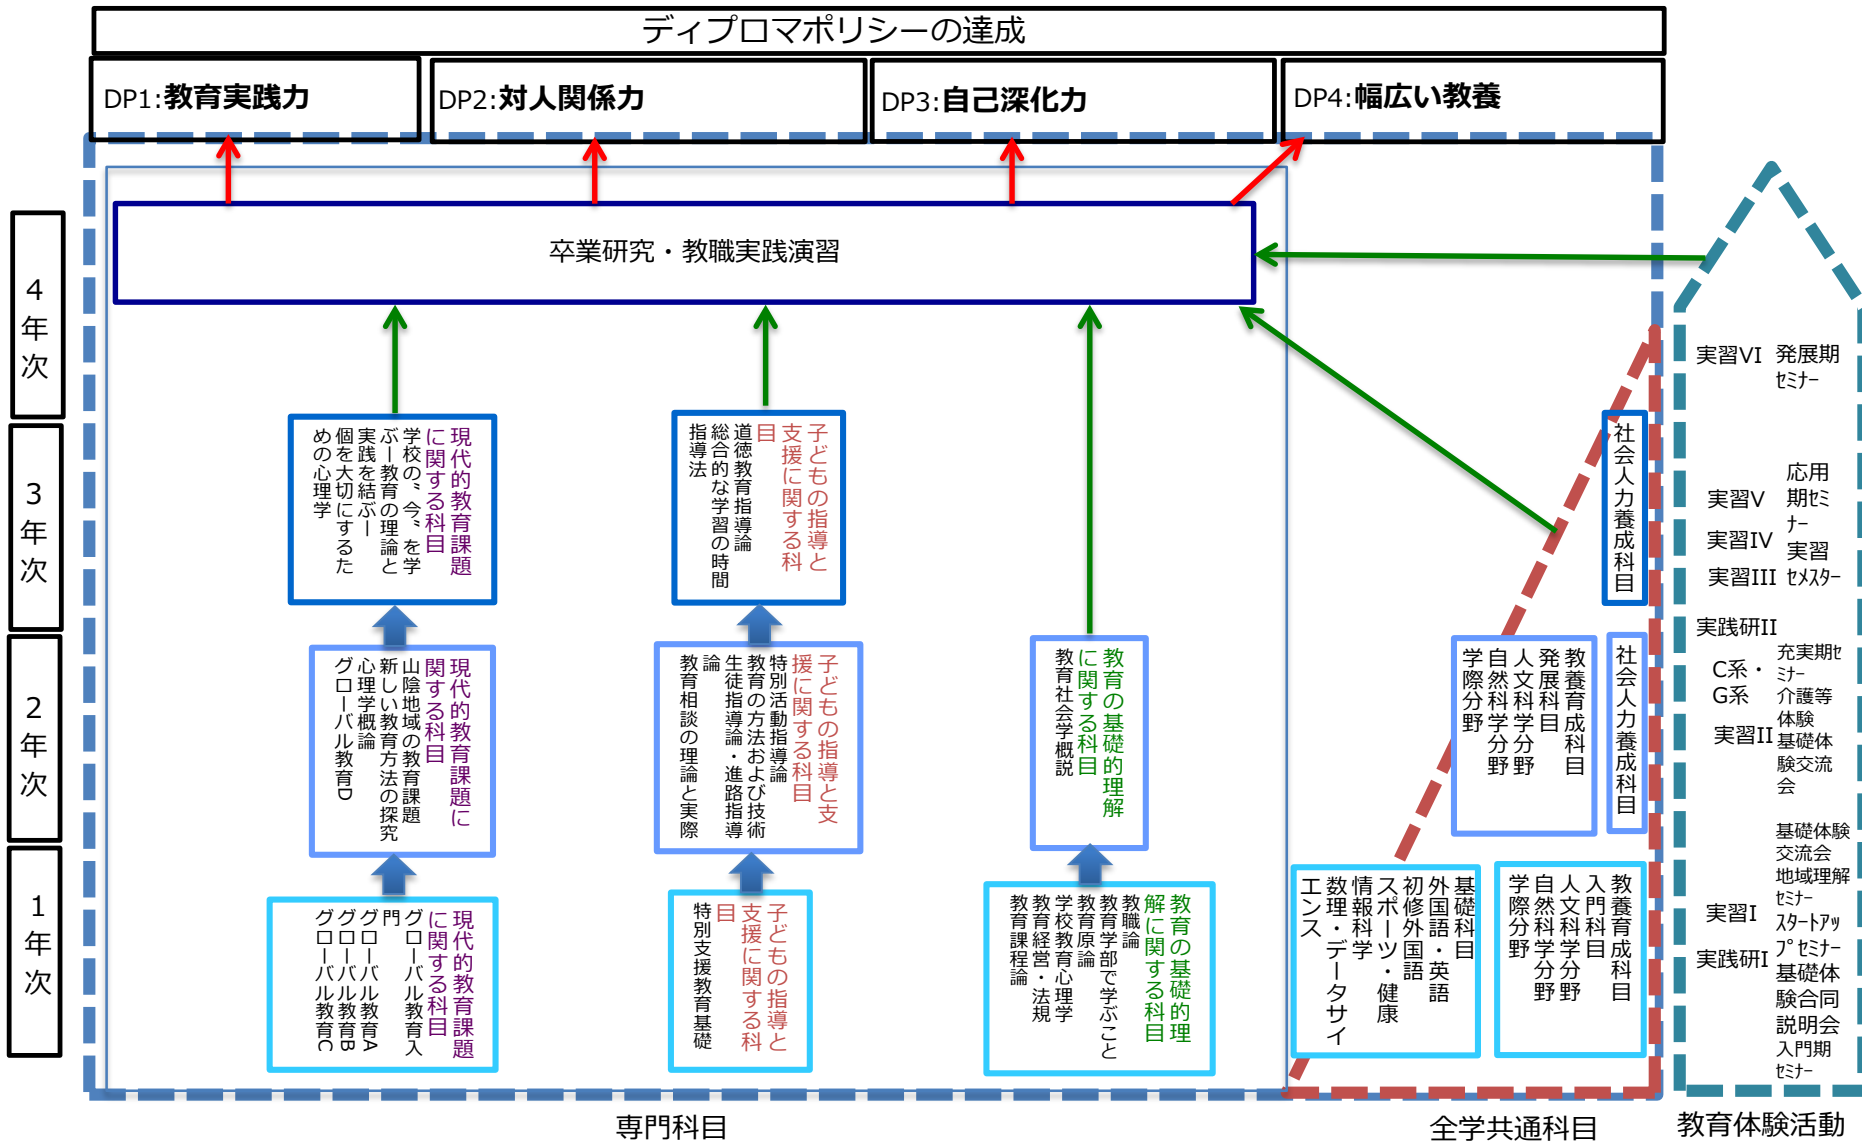 ディプロマポリシーの達成
DP1:教育実践力
DP2:対人関係力
DP3:自己深化力
DP4:幅広い教養
卒業研究・教職実践演習
4年次
3年次
2年次
1年次
現代的教育課題
に関する科目
学校の”今”を学
ぶー教育の理論と
実践を結ぶー
個を大切にするた
めの心理学
子どもの指導と
支援に関する科
目
道徳教育指導論
総合的な学習の時間
指導法
社会人力養成科目
現代的教育課題に
関する科目
山陰地域の教育課題
新しい教育方法の探究
心理学概論
グローバル教育D
子どもの指導と支
援に関する科目
特別活動指導論
教育の方法および技術
生徒指導論・進路指導
論
教育相談の理論と実際
教育の基礎的理解
に関する科目
教育社会学概説
教養育成科目
発展科目
人文科学分野
自然科学分野
学際分野
社会人力養成科目
現代的教育課題
に関する科目
グローバル教育入
門
グローバル教育A
グローバル教育B
グローバル教育C
子どもの指導と
支援に関する科
目
特別支援教育基礎
教育の基礎的理
解に関する科目
教職論
教育学部で学ぶこと
教育原論
学校教育心理学
教育経営・法規
教育課程論
基礎科目
外国語・英語
初修外国語
スポーツ・健康
情報科学
数理・データサイ
エンス
教養育成科目
入門科目
人文科学分野
自然科学分野
学際分野
実習VI
発展期
セミナー
実習V
実習IV
実習III
応用
期セミ
ナー
実習
セメスター
実践研II
C系・
G系
実習II
充実期セ
ミナー
介護等
体験
基礎体
験交流
会
実習I
実践研I
基礎体験
交流会
地域理解
セミナー
スタートアッ
プセミナー
基礎体
験合同
説明会
入門期
セミナー
専門科目
全学共通科目
教育体験活動